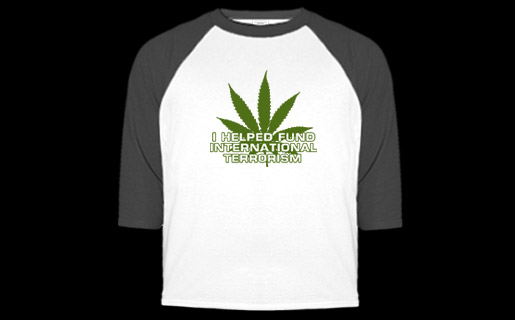 I HELPED FUND
INTERNATIONAL
TERRORISM